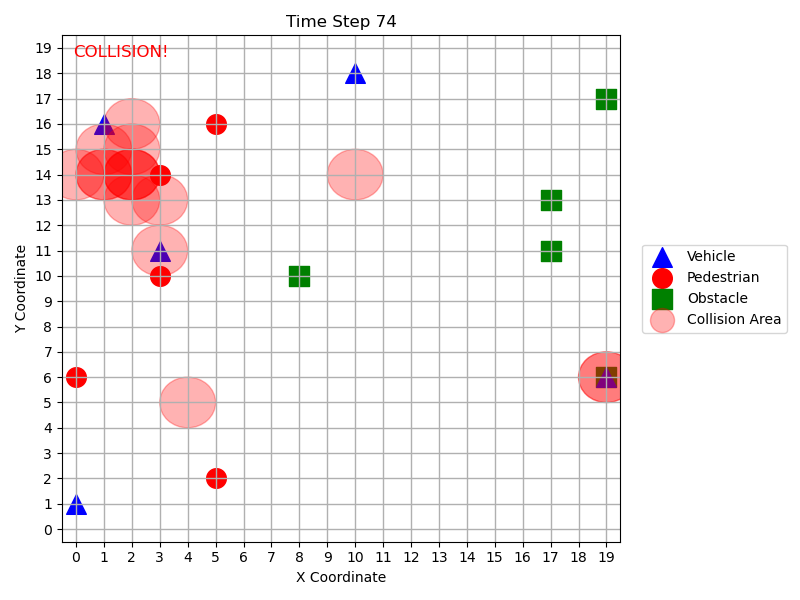 Time Step 74
COLLISION!
19
18
17
16
15
14
13
12
11
10
9
8
7
6
5
4
3
2
1
0
Y Coordinate
0 1 2 3 4 5 6 7 8 9 10 11 12 13 14 15 16 17 18 19
X Coordinate
Vehicle
Pedestrian
Obstacle
Collision Area